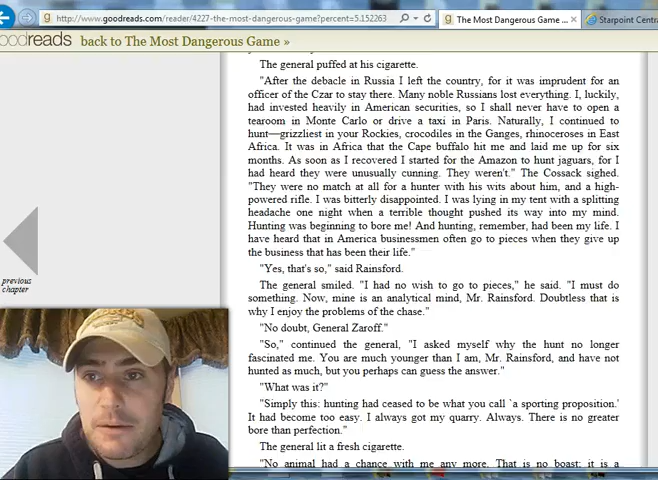 http://www.goodreads.com/reader/4227-the-most-dangerous-game?percent=5.152263
The Most Dangerous Game ...
Starpoint Central
goodreads back to The Most Dangerous Game »
The general puffed at his cigarette.
"After the debacle in Russia I left the country, for it was imprudent for an
officer of the Czar to stay there. Many noble Russians lost everything. I, luckily,
had invested heavily in American securities, so I shall never have to open a
tearoom in Monte Carlo or drive a taxi in Paris. Naturally, I continued to
hunt—grizzliest in your Rockies, crocodiles in the Ganges, rhinoceroses in East
Africa. It was in Africa that the Cape buffalo hit me and laid me up for six
months. As soon as I recovered I started for the Amazon to hunt jaguars, for I
had heard they were unusually cunning. They weren't." The Cossack sighed.
"They were no match at all for a hunter with his wits about him, and a high-
powered rifle. I was bitterly disappointed. I was lying in my tent with a splitting
headache one night when a terrible thought pushed its way into my mind.
Hunting was beginning to bore me! And hunting, remember, had been my life. I
have heard that in America businessmen often go to pieces when they give up
the business that has been their life."
"Yes, that's so," said Rainsford.
The general smiled. "I had no wish to go to pieces," he said. "I must do
something. Now, mine is an analytical mind, Mr. Rainsford. Doubtless that is
why I enjoy the problems of the chase."
"No doubt, General Zaroff."
"So," continued the general, "I asked myself why the hunt no longer
fascinated me. You are much younger than I am, Mr. Rainsford, and have not
hunted as much, but you perhaps can guess the answer."
"What was it?"
"Simply this: hunting had ceased to be what you call `a sporting proposition.'
It had become too easy. I always got my quarry. Always. There is no greater
bore than perfection."
The general lit a fresh cigarette.
"No animal had a chance with me any more. That is no boast; it is a
previous
chapter